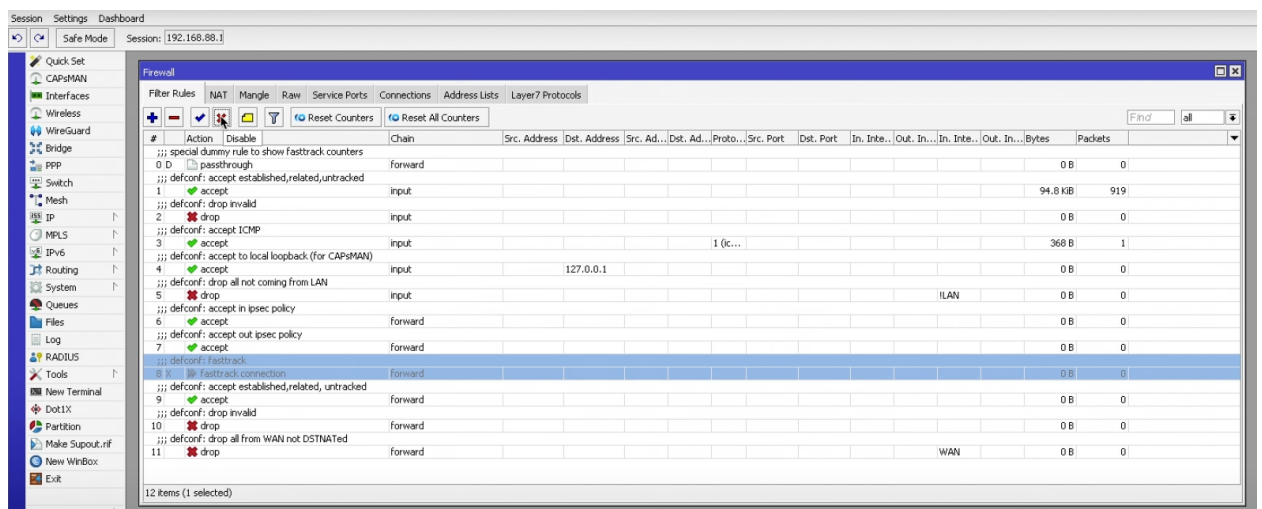 Session Settings Dashboard
Safe Mode Session: 192.168.88.1
Quick Set
CAPsMAN
Interfaces
Wireless
WireGuard
Bridge
PPP
Switch
Mesh
IP
MPLS
IPv6
Routing
System
Queues
Files
Log
RADIUS
Tools
New Terminal
Dot1X
Partition
Make Supout.rif
New WinBox
Exit
Firewall
Filter Rules NAT Mangle Raw Service Ports Connections Address Lists Layer7 Protocols
Reset Counters Reset All Counters Find all
# Action Disable Chain Src. Address Dst. Address Src. Ad... Dst. Ad... Proto... Src. Port Dst. Port In. Inte... Out. In... In. Inte... Out. In... Bytes Packets
;;; special dummy rule to show fasttrack counters
0 D passthrough forward 0 B 0
;;; defconf: accept established,related,untracked
1 accept input 94.8 KiB 919
;;; defconf: drop invalid
2 drop input 0 B 0
;;; defconf: accept ICMP
3 accept input 1 (ic... 368 B 1
;;; defconf: accept to local loopback (for CAPsMAN)
4 accept input 127.0.0.1 0 B 0
;;; defconf: drop all not coming from LAN
5 drop input !LAN 0 B 0
;;; defconf: accept in ipsec policy
6 accept forward 0 B 0
;;; defconf: accept out ipsec policy
7 accept forward 0 B 0
;;; defconf: fasttrack
8 X fasttrack connection forward 0 B 0
;;; defconf: accept established,related, untracked
9 accept forward 0 B 0
;;; defconf: drop invalid
10 drop forward 0 B 0
;;; defconf: drop all from WAN not DSTNATed
11 drop forward WAN 0 B 0
12 items (1 selected)